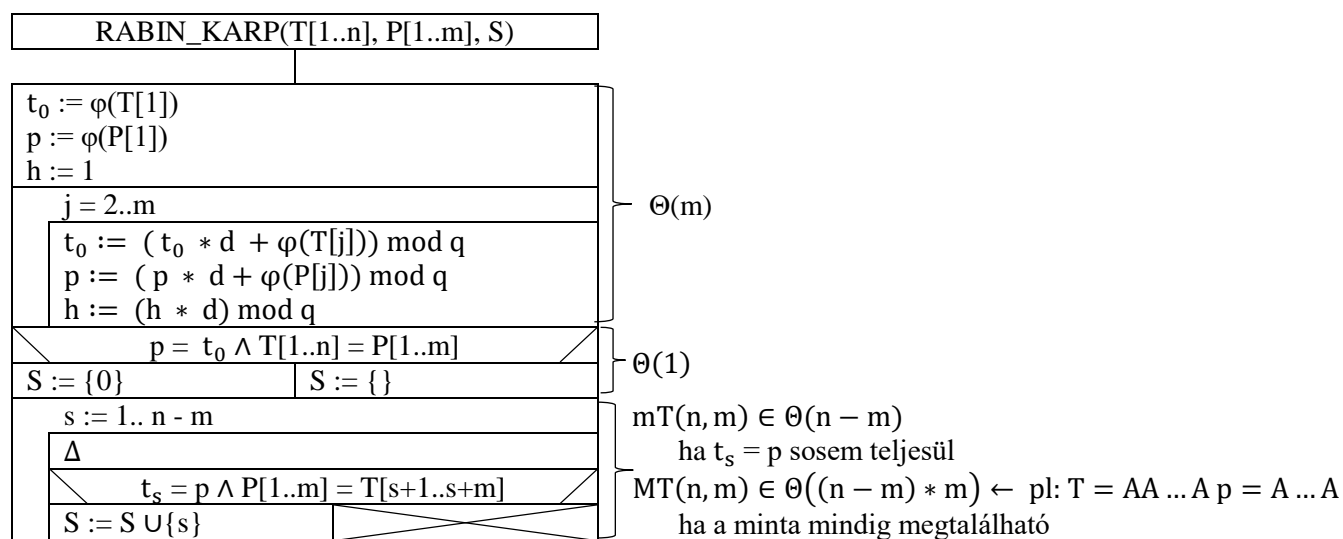 RABIN_KARP(T[1..n], P[1..m], S)
t₀ := φ(T[1])
p := φ(P[1])
h := 1
j = 2..m
t₀ := ( t₀ * d + φ(T[j])) mod q
p := ( p * d + φ(P[j])) mod q
h := (h * d) mod q
Θ(m)
p = t₀ ∧ T[1..n] = P[1..m]
S := {0} S := {}
Θ(1)
s := 1.. n - m
Δ
tₛ = p ∧ P[1..m] = T[s+1..s+m]
S := S ∪{s}
mT(n, m) ∈ Θ(n − m)
ha tₛ = p sosem teljesül
MT(n, m) ∈ Θ((n − m) * m) ← pl: T = AA … A p = A … A
ha a minta mindig megtalálható